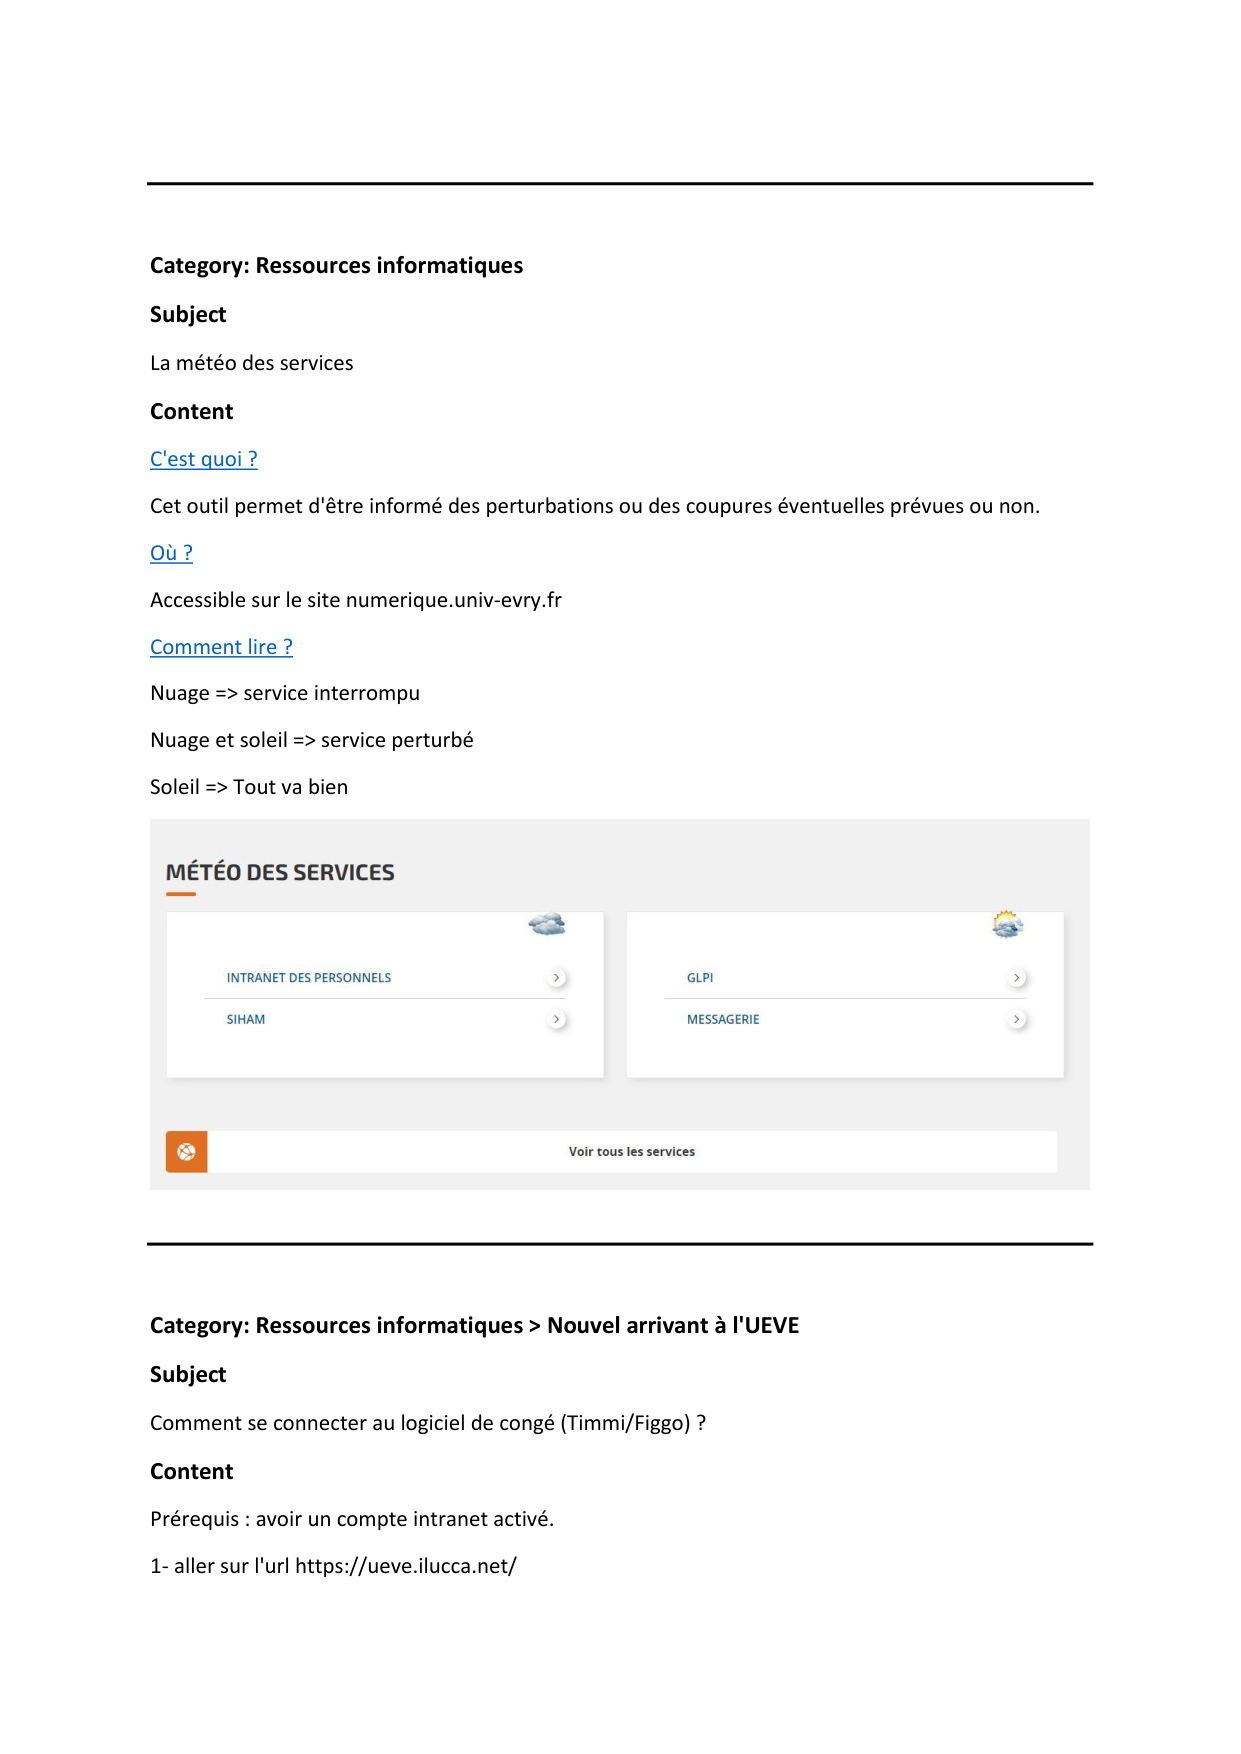 Category: Ressources informatiques
Subject
La météo des services
Content
C'est quoi ?
Cet outil permet d'être informé des perturbations ou des coupures éventuelles prévues ou non.
Où ?
Accessible sur le site numerique.univ-evry.fr
Comment lire ?
Nuage => service interrompu
Nuage et soleil => service perturbé
Soleil => Tout va bien
MÉTÉO DES SERVICES
INTRANET DES PERSONNELS
SIHAM
GLPI
MESSAGERIE
Voir tous les services
Category: Ressources informatiques > Nouvel arrivant à l'UEVE
Subject
Comment se connecter au logiciel de congé (Timmi/Figgo) ?
Content
Prérequis : avoir un compte intranet activé.
1- aller sur l'url https://ueve.ilucca.net/